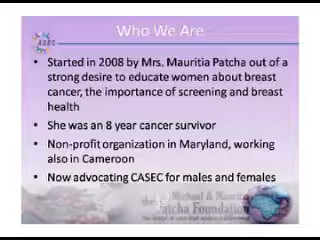 Who We Are
CASEC
• Started in 2008 by Mrs. Mauritia Patcha out of a
strong desire to educate women about breast
cancer, the importance of screening and breast
health
• She was an 8 year cancer survivor
• Non-profit organization in Maryland, working
also in Cameroon
• Now advocating CASEC for males and females
Michael & Mauritia
Patcha Foundation